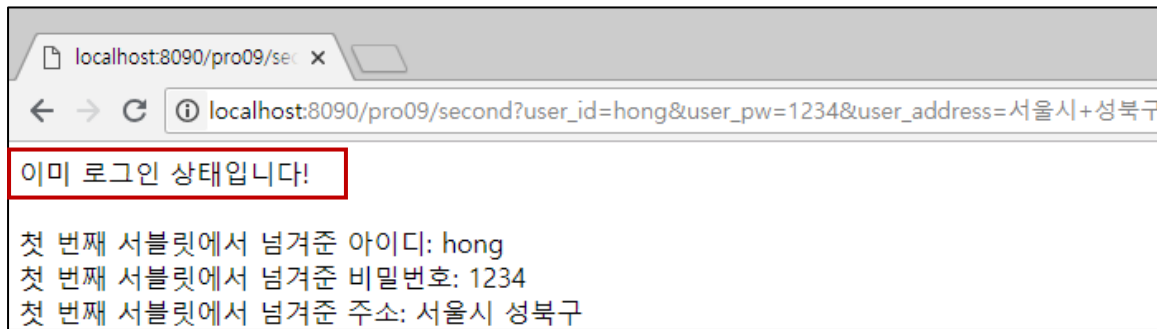 localhost:8090/pro09/sec
localhost:8090/pro09/second?user_id=hong&user_pw=1234&user_address=서울시+성북구
이미 로그인 상태입니다!
첫 번째 서블릿에서 넘겨준 아이디: hong
첫 번째 서블릿에서 넘겨준 비밀번호: 1234
첫 번째 서블릿에서 넘겨준 주소: 서울시 성북구